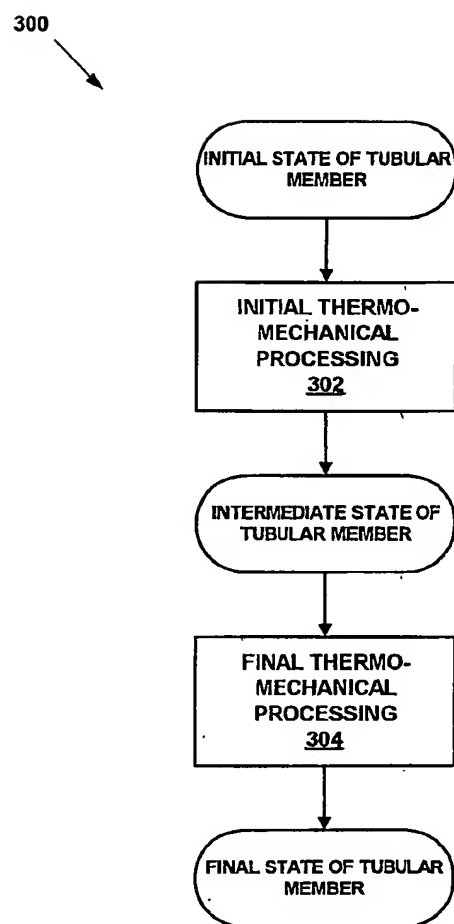 300
INITIAL STATE OF TUBULAR
MEMBER
INITIAL THERMO-
MECHANICAL
PROCESSING
302
INTERMEDIATE STATE OF
TUBULAR MEMBER
FINAL THERMO-
MECHANICAL
PROCESSING
304
FINAL STATE OF TUBULAR
MEMBER